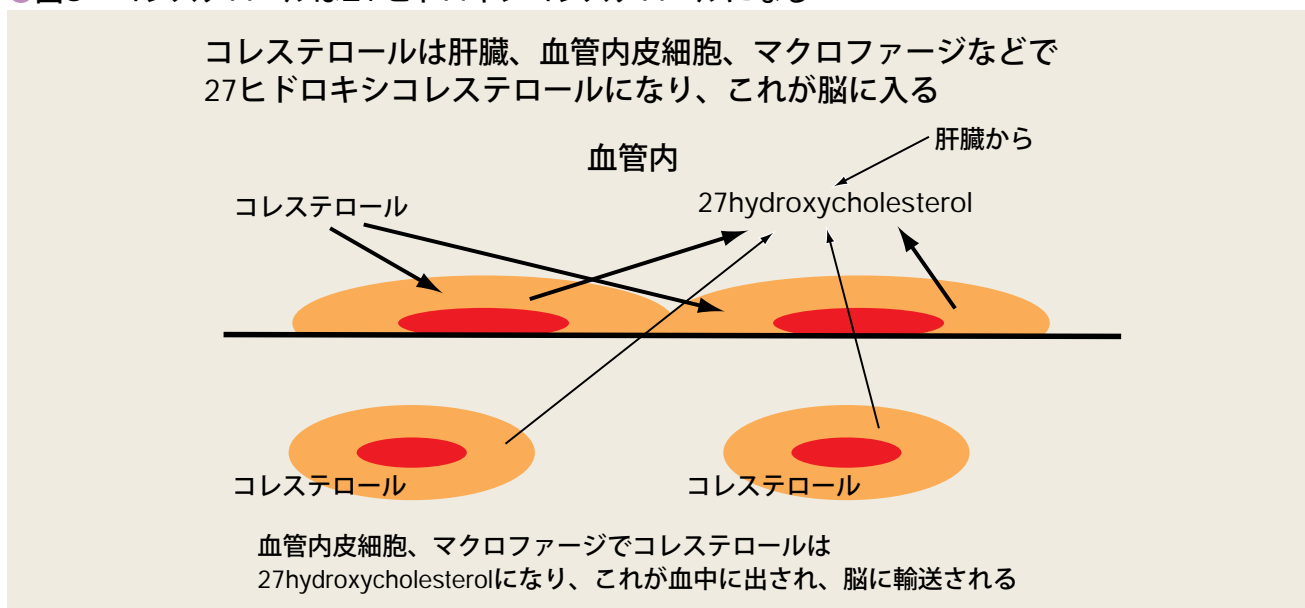 コレステロールは肝臓、血管内皮細胞、マクロファージなどで
27ヒドロキシコレステロールになり、これが脳に入る
肝臓から
血管内
コレステロール
27hydroxycholesterol
コレステロール
コレステロール
血管内皮細胞、マクロファージでコレステロールは
27hydroxycholesterolになり、これが血中に出され、脳に輸送される